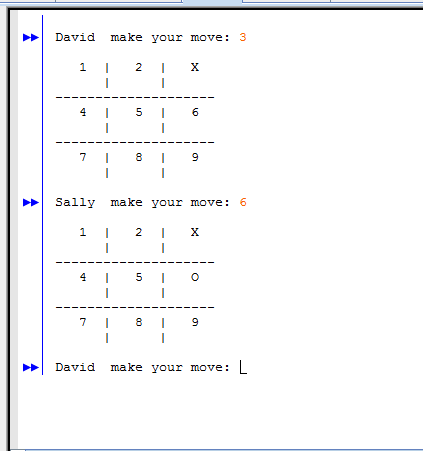 David  make your move: 3
1 | 2 | X
| |
--------------------
4 | 5 | 6
| |
--------------------
7 | 8 | 9
| |
Sally  make your move: 6
1 | 2 | X
| |
--------------------
4 | 5 | O
| |
--------------------
7 | 8 | 9
| |
David  make your move: